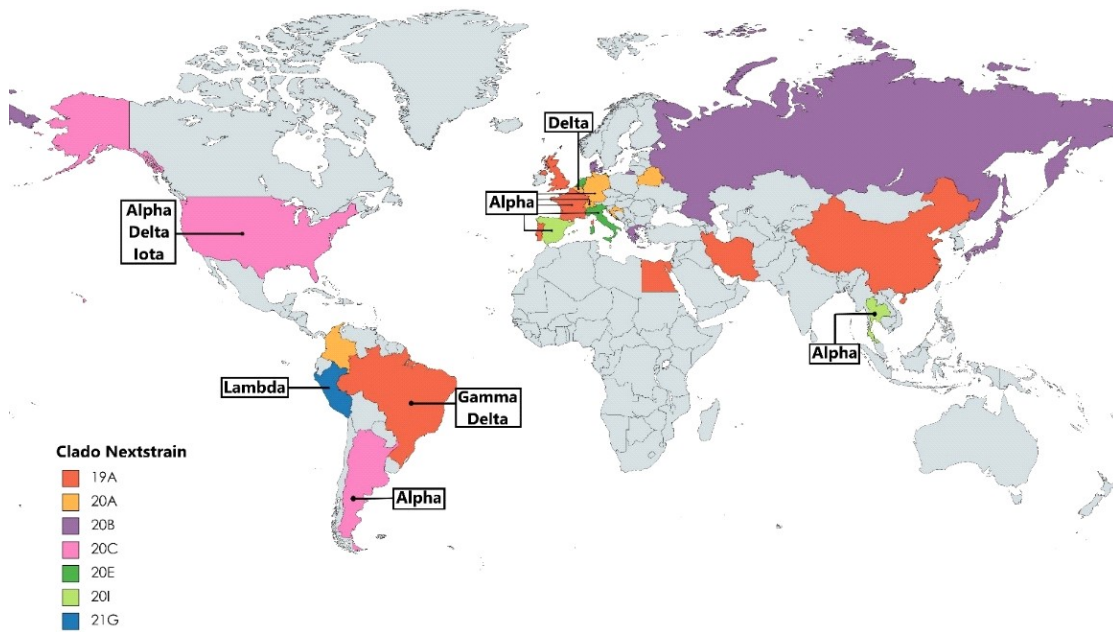 Delta
Alpha
Delta
Iota
Alpha
Alpha
Lambda
Gamma
Delta
Alpha
Clado Nextstrain
19A
20A
20B
20C
20E
20I
21G